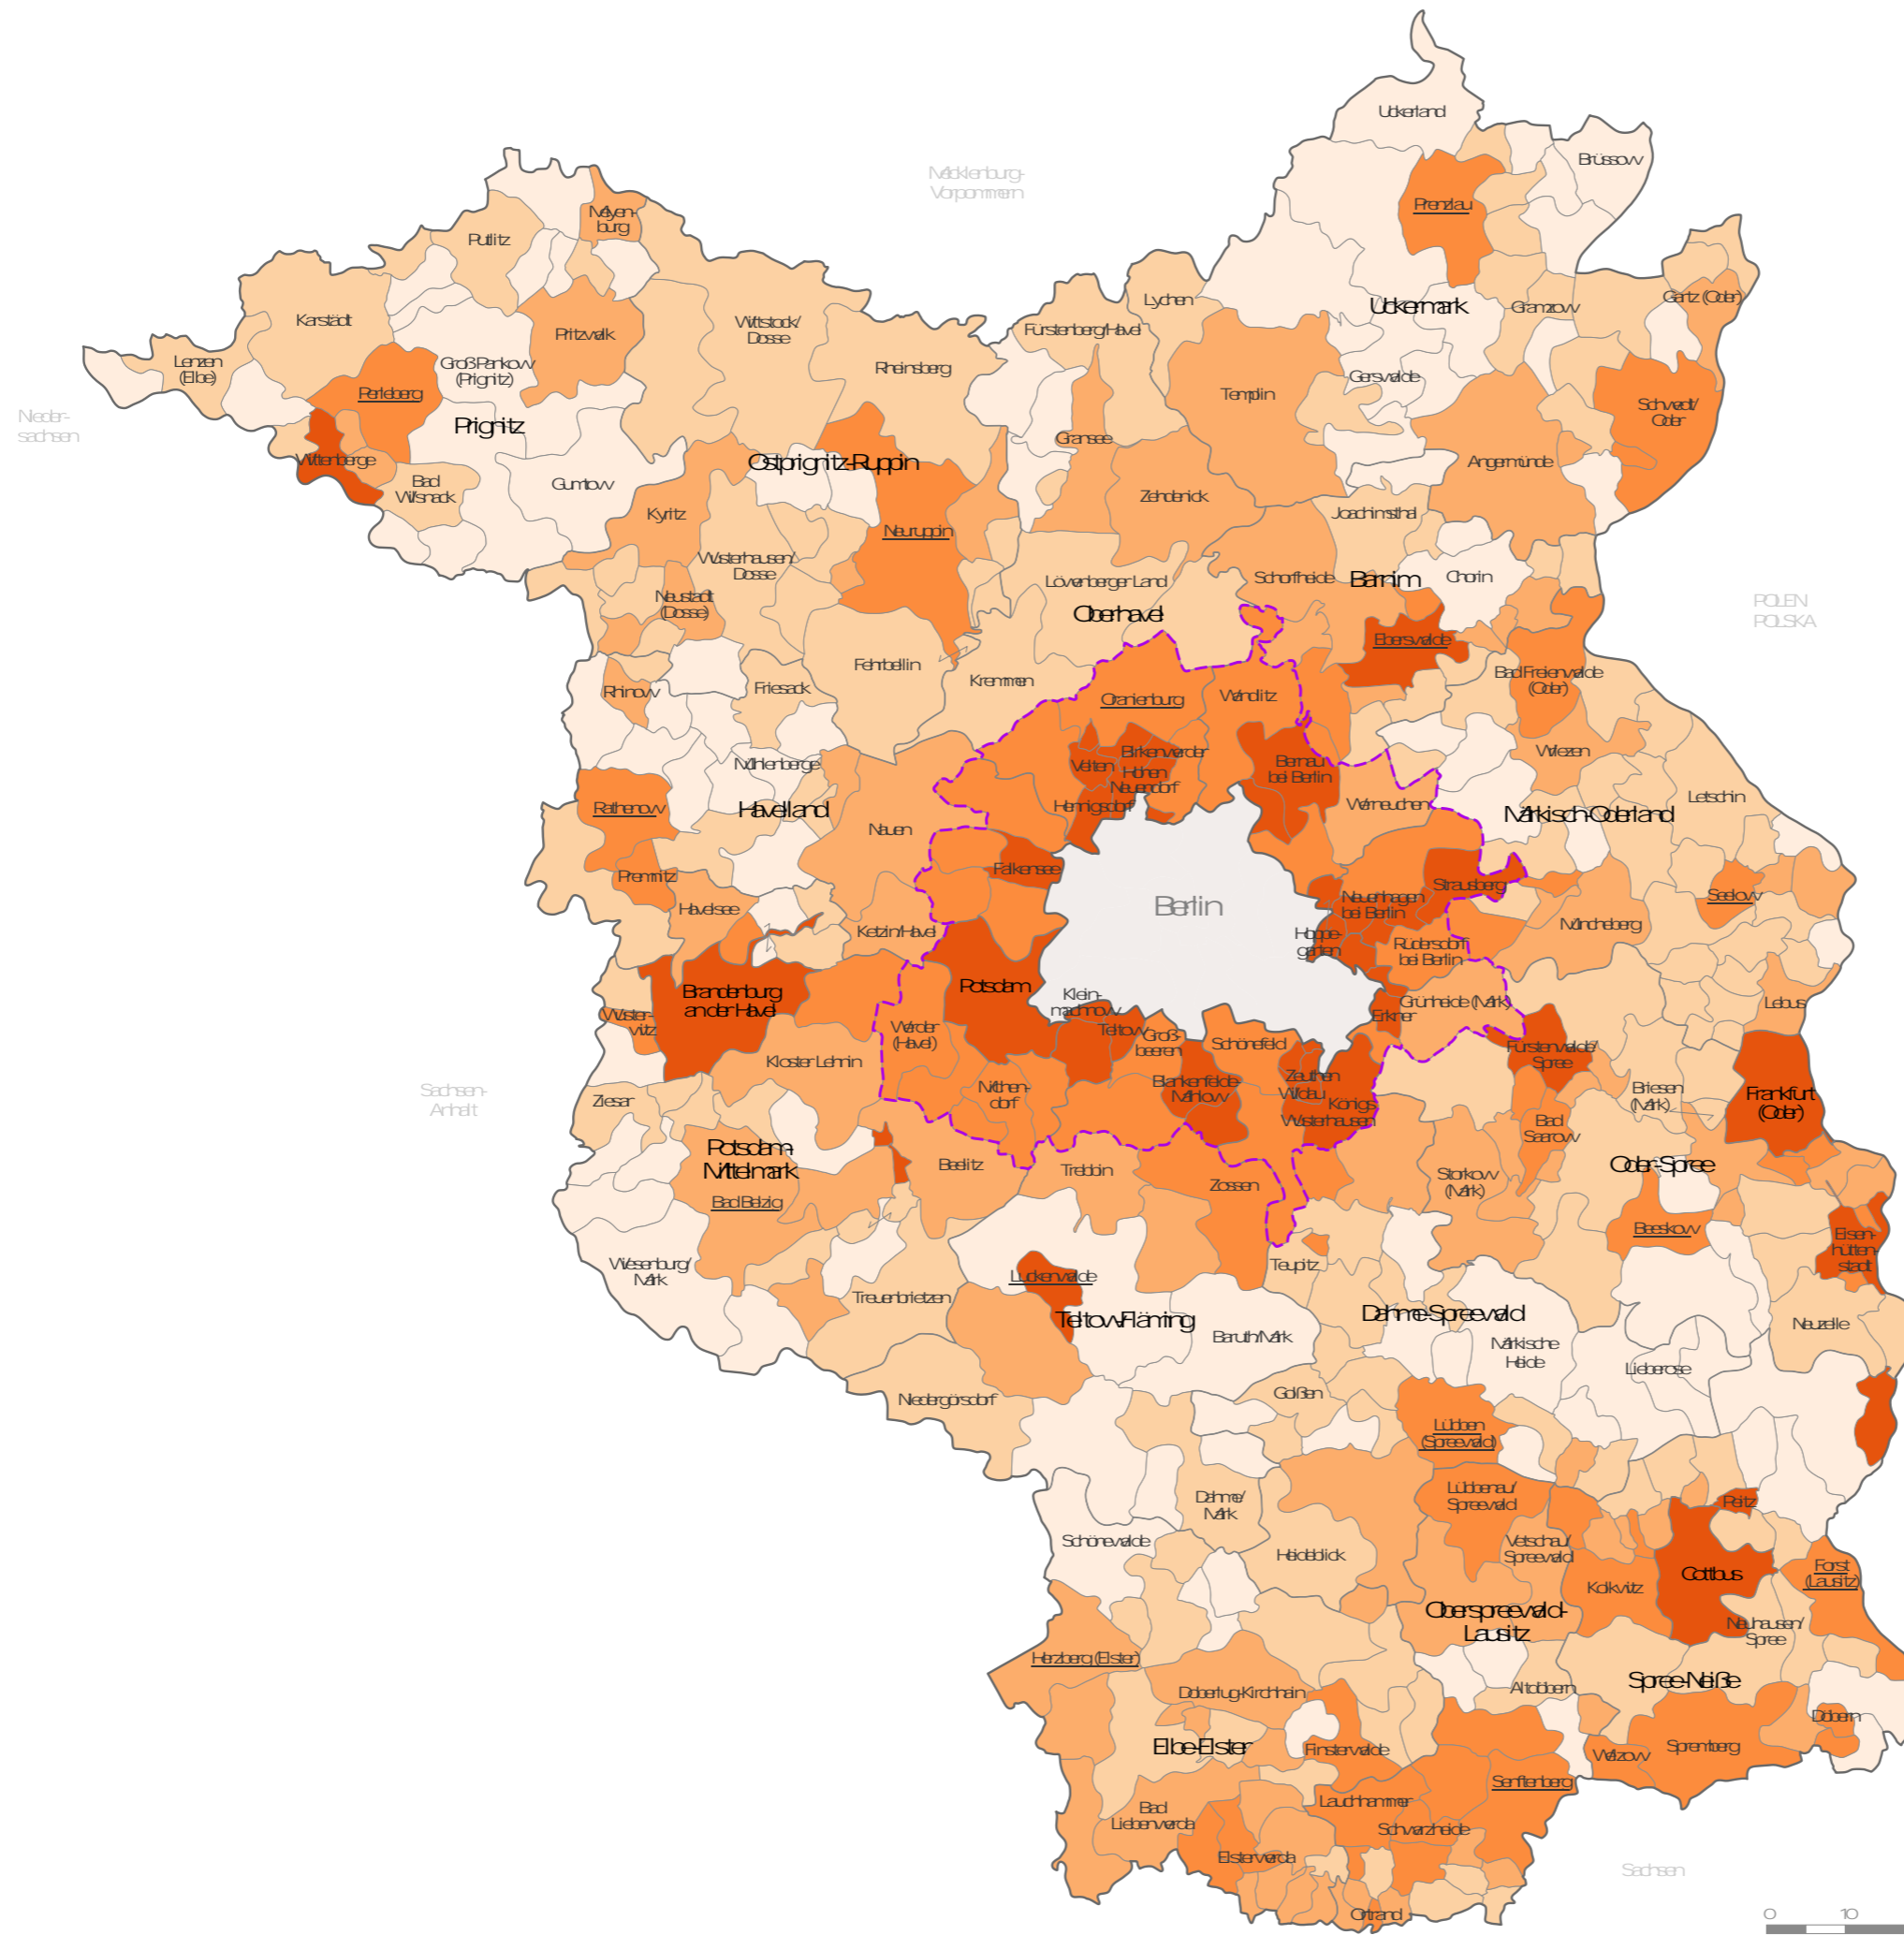 Uckerland
Brüssow
Mecklenburg-
Vorpommern
Prenzlau
Meyen-
burg
Putlitz
Gartz (Oder)
Lychen
Uckermark
Gramzow
Karstädt
Wittstock/
Dosse
Fürstenberg/Havel
Pritzwalk
Lenzen
(Elbe)
Groß Pankow
(Prignitz)
Rheinsberg
Gerswalde
Perleberg
Templin
Schwedt/
Oder
Nieder-
sachsen
Prignitz
Gransee
Wittenberge
Ostprignitz-Ruppin
Angermünde
Bad
Wilsnack
Gumtow
Zehdenick
Kyritz
Joachimsthal
Neuruppin
Wusterhausen/
Dosse
Löwenberger Land
Schorfheide
Barnim
Chorin
Neustadt
(Dosse)
Oberhavel
POLEN
POLSKA
Eberswalde
Fehrbellin
Bad Freienwalde
(Oder)
Kremmen
Rhinow
Friesack
Oranienburg
Wandlitz
Wriezen
Birkenwerder
Mühlenberge
Velten
Hohen
Neuendorf
Bernau
bei Berlin
Letschin
Rathenow
Havelland
Hennigsdorf
Werneuchen
Märkisch-Oderland
Nauen
Falkensee
Premnitz
Strausberg
Seelow
Neuenhagen
bei Berlin
Havelsee
Berlin
Müncheberg
Ketzin/Havel
Hoppe-
garten
Rüdersdorf
bei Berlin
Potsdam
Brandenburg
an der Havel
Klein-
machnow
Grünheide (Mark)
Lebus
Wuster-
witz
Erkner
Teltow
Werder
(Havel)
Groß-
beeren
Schönefeld
Fürstenwalde/
Spree
Kloster Lehnin
Zeuthen
Blankenfelde-
Mahlow
Wildau
Michen-
dorf
Sachsen-
Anhalt
Ziesar
Briesen
(Mark)
Frankfurt
(Oder)
Königs
Wusterhausen
Bad
Saarow
Potsdam-
Mittelmark
Beelitz
Trebbin
Oder-Spree
Storkow
(Mark)
Zossen
Bad Belzig
Beeskow
Eisen-
hütten-
stadt
Wiesenburg/
Mark
Teupitz
Luckenwalde
Treuenbrietzen
Dahme-Spreewald
Teltow-Fläming
Neuzelle
Baruth/Mark
Märkische
Heide
Lieberose
Niedergörsdorf
Golßen
Lübben
(Spreewald)
Lübbenau/
Spreewald
Dahme/
Mark
Peitz
Schönewalde
Vetschau/
Spreewald
Heideblick
Cottbus
Forst
(Lausitz)
Kolkwitz
Oberspreewald-
Lausitz
Neuhausen/
Spree
Herzberg (Elster)
Spree-Neiße
Doberlug-Kirchhain
Altdöbern
Döbern
Elbe-Elster
Finsterwalde
Welzow
Spremberg
Senftenberg
Lauchhammer
Bad
Liebenwerda
Schwarzheide
Elsterwerda
Sachsen
Ortrand
0 10